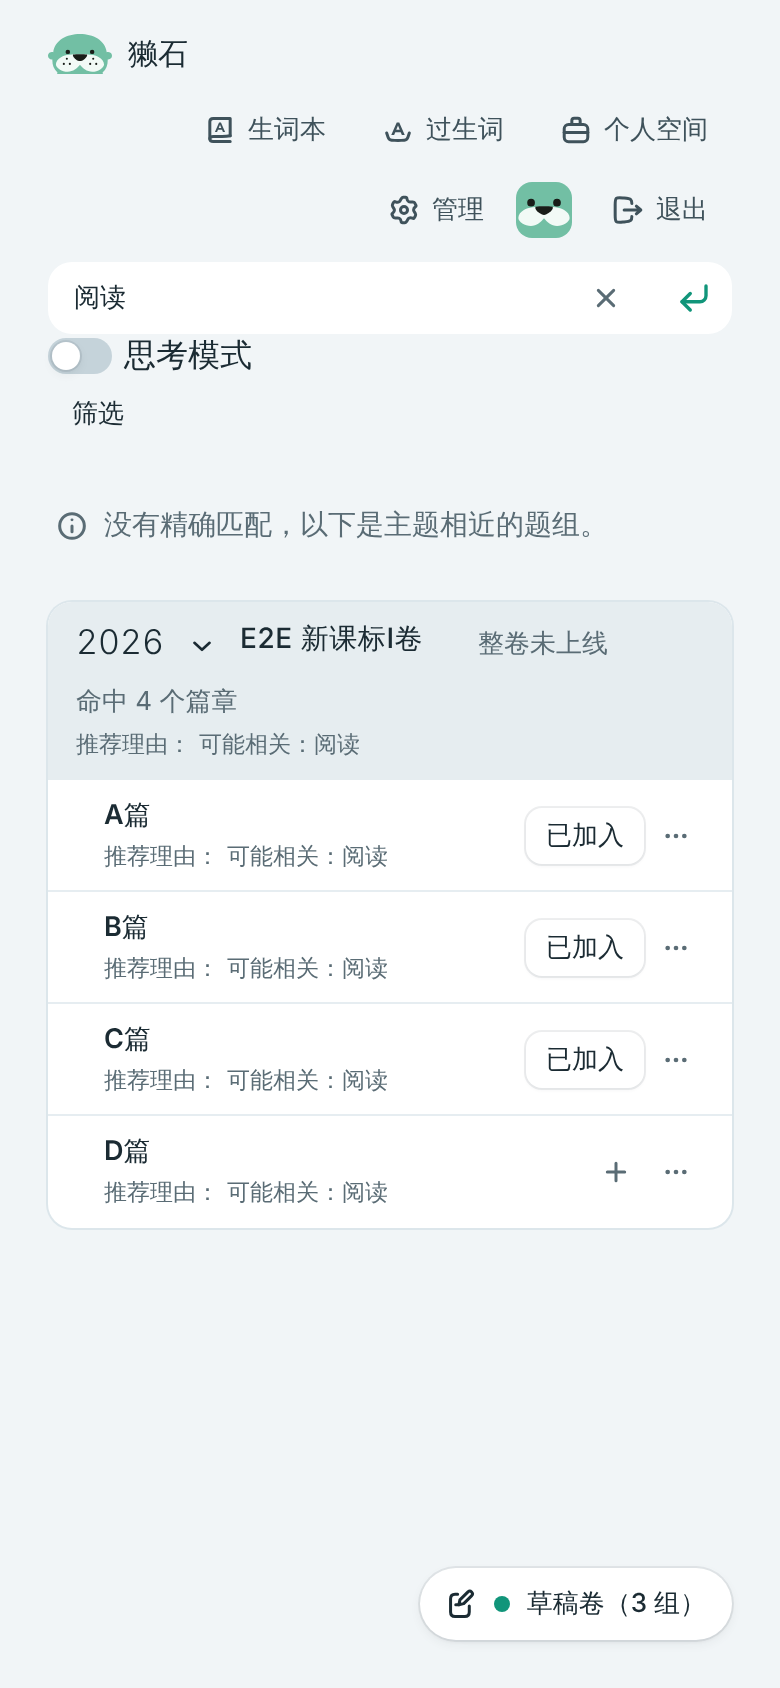 獭石
生词本 过生词 个人空间
管理 退出
阅读
思考模式
筛选
没有精确匹配，以下是主题相近的题组。
2026 E2E 新课标I卷 整卷未上线
命中 4 个篇章
推荐理由： 可能相关：阅读
A篇
推荐理由： 可能相关：阅读
已加入
B篇
推荐理由： 可能相关：阅读
已加入
C篇
推荐理由： 可能相关：阅读
已加入
D篇
推荐理由： 可能相关：阅读
草稿卷（3 组）